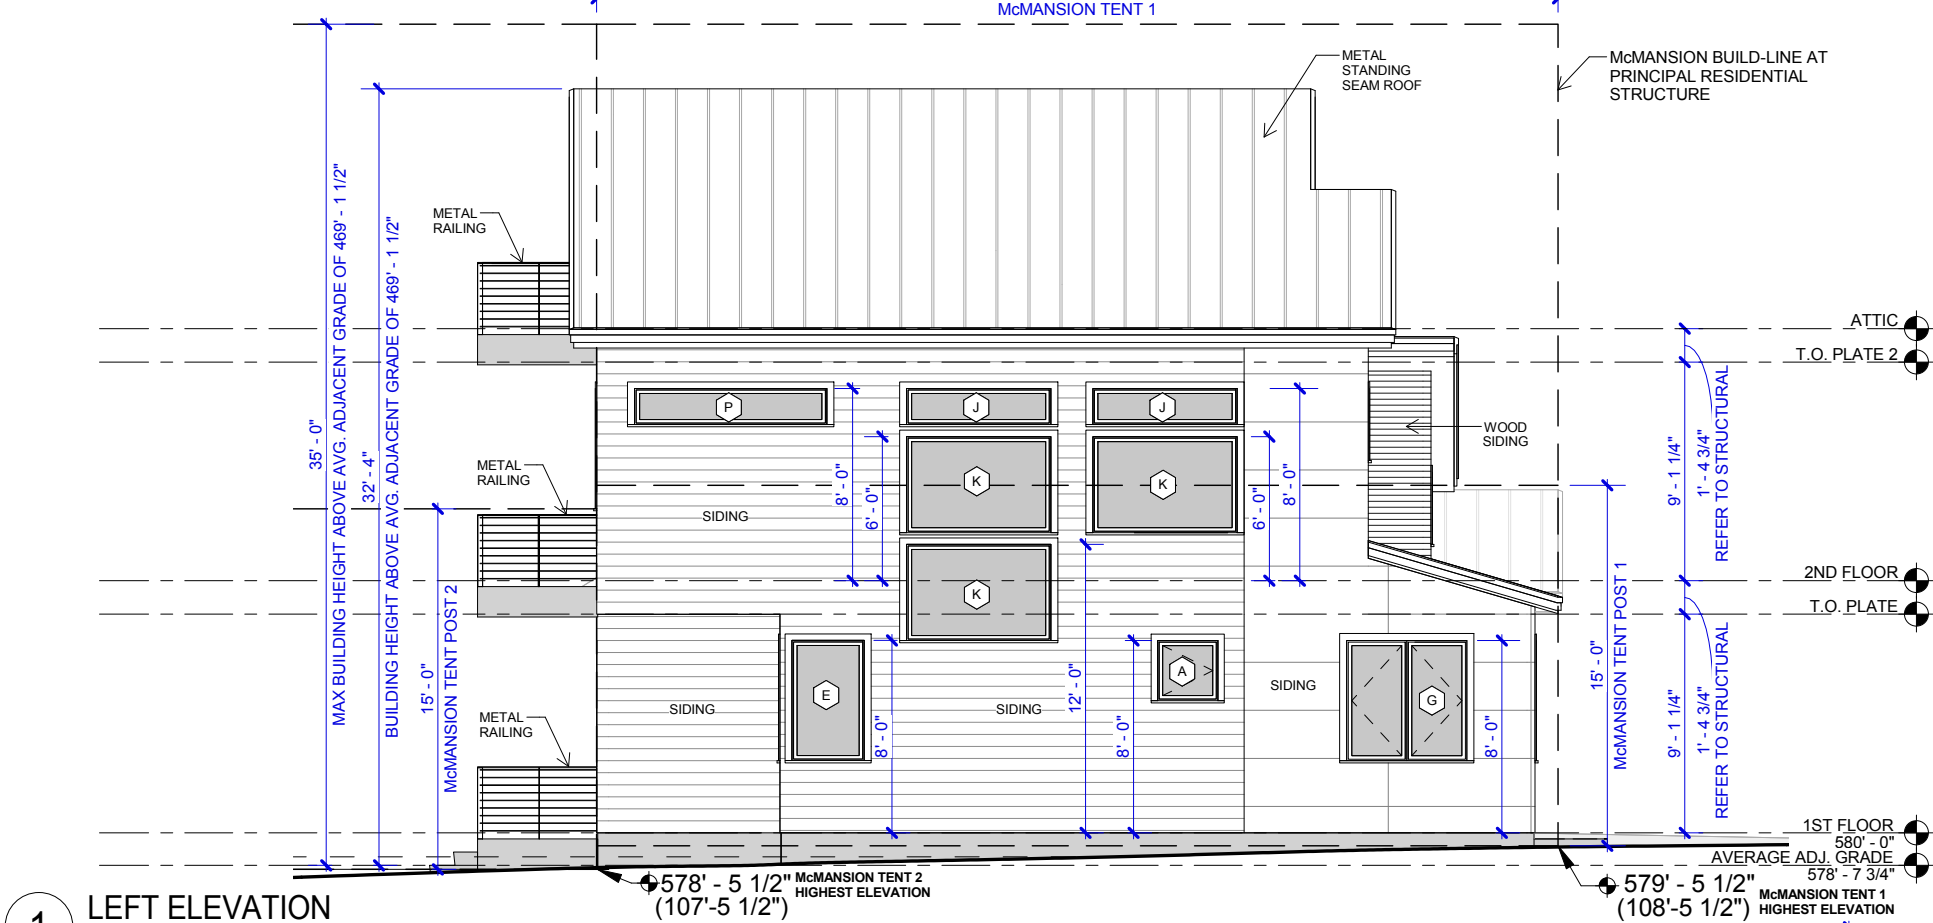 McMANSION TENT 1
METAL
STANDING
SEAM ROOF
McMANSION BUILD-LINE AT
PRINCIPAL RESIDENTIAL
STRUCTURE
35' - 0"
MAX BUILDING HEIGHT ABOVE AVG. ADJACENT GRADE OF 469' - 1 1/2"
32' - 4"
BUILDING HEIGHT ABOVE AVG. ADJACENT GRADE OF 469' - 1 1/2"
METAL
RAILING
METAL
RAILING
METAL
RAILING
15' - 0"
McMANSION TENT POST 2
P
J
J
K
K
K
E
A
G
8' - 0"
6' - 0"
6' - 0"
8' - 0"
8' - 0"
12' - 0"
8' - 0"
8' - 0"
SIDING
SIDING
SIDING
SIDING
WOOD
SIDING
15' - 0"
McMANSION TENT POST 1
9' - 1 1/4"
1' - 4 3/4"
REFER TO STRUCTURAL
9' - 1 1/4"
1' - 4 3/4"
REFER TO STRUCTURAL
ATTIC
T.O. PLATE 2
2ND FLOOR
T.O. PLATE
1ST FLOOR
580' - 0"
AVERAGE ADJ. GRADE
578' - 7 3/4"
578' - 5 1/2"
(107'-5 1/2")
McMANSION TENT 2
HIGHEST ELEVATION
579' - 5 1/2"
(108'-5 1/2")
McMANSION TENT 1
HIGHEST ELEVATION
1
LEFT ELEVATION